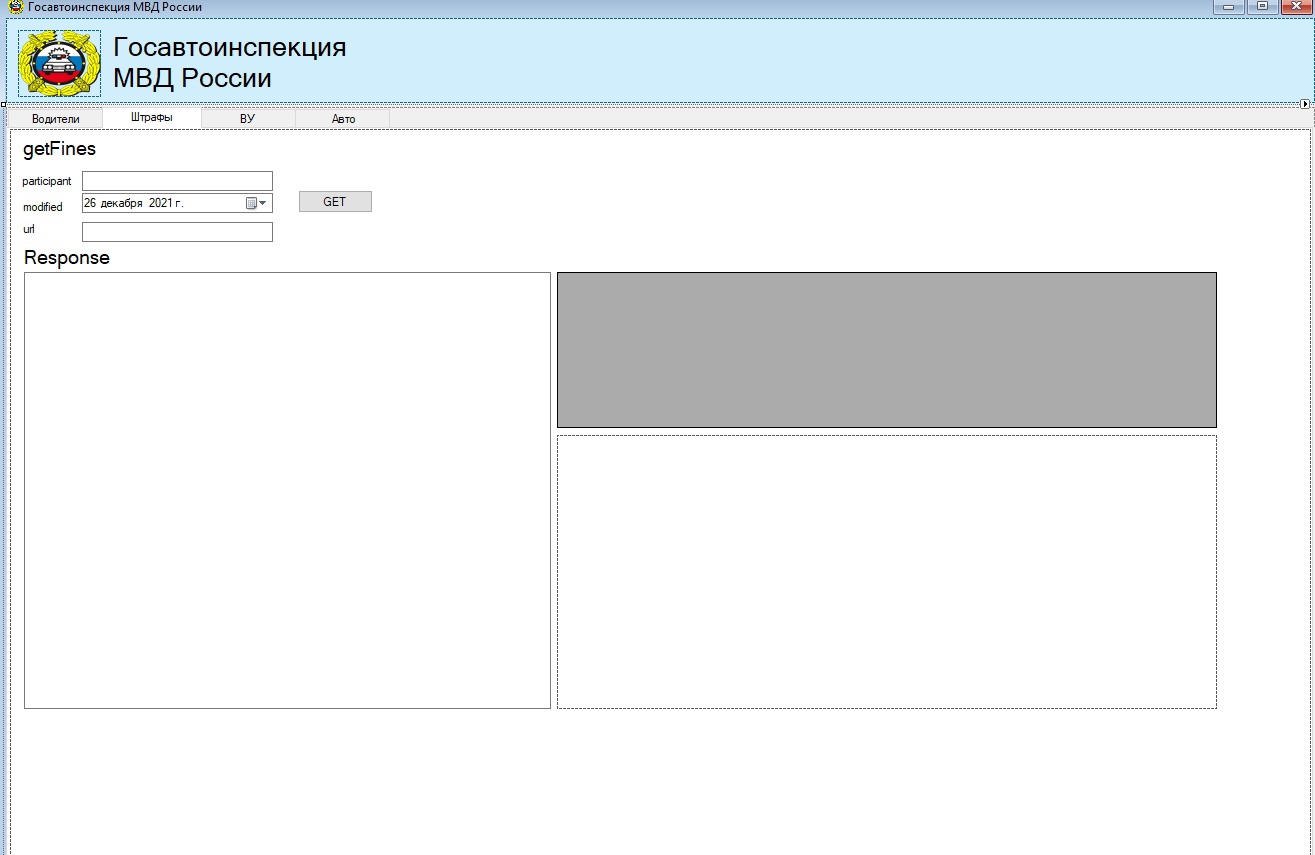 Госавтоинспекция МВД России
Госавтоинспекция
МВД России
Водители
Штрафы
ВУ
Авто
getFines
participant
modified
26 декабря 2021 г.
GET
url
Response